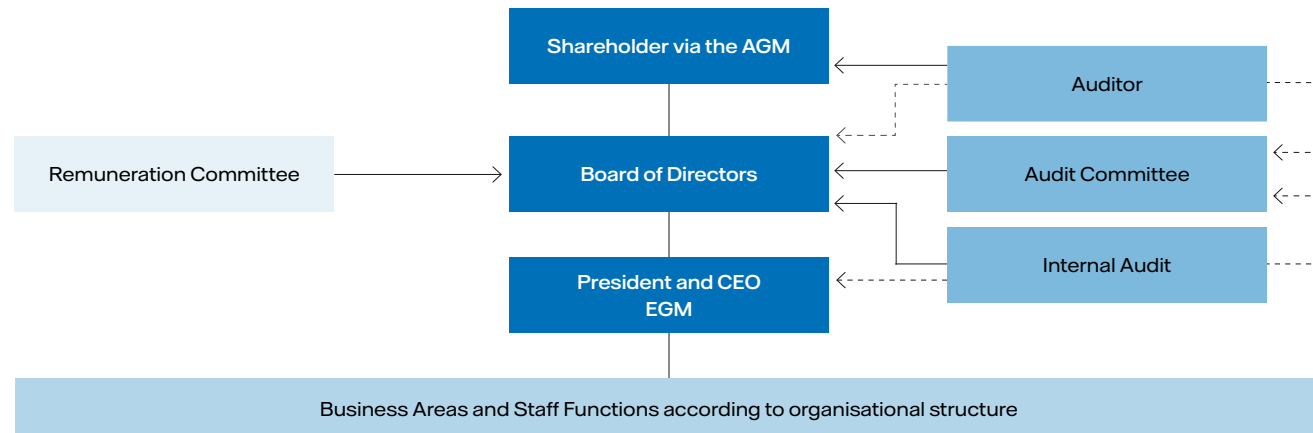 Shareholder via the AGM
Auditor
Remuneration Committee
Board of Directors
Audit Committee
President and CEO
EGM
Internal Audit
Business Areas and Staff Functions according to organisational structure